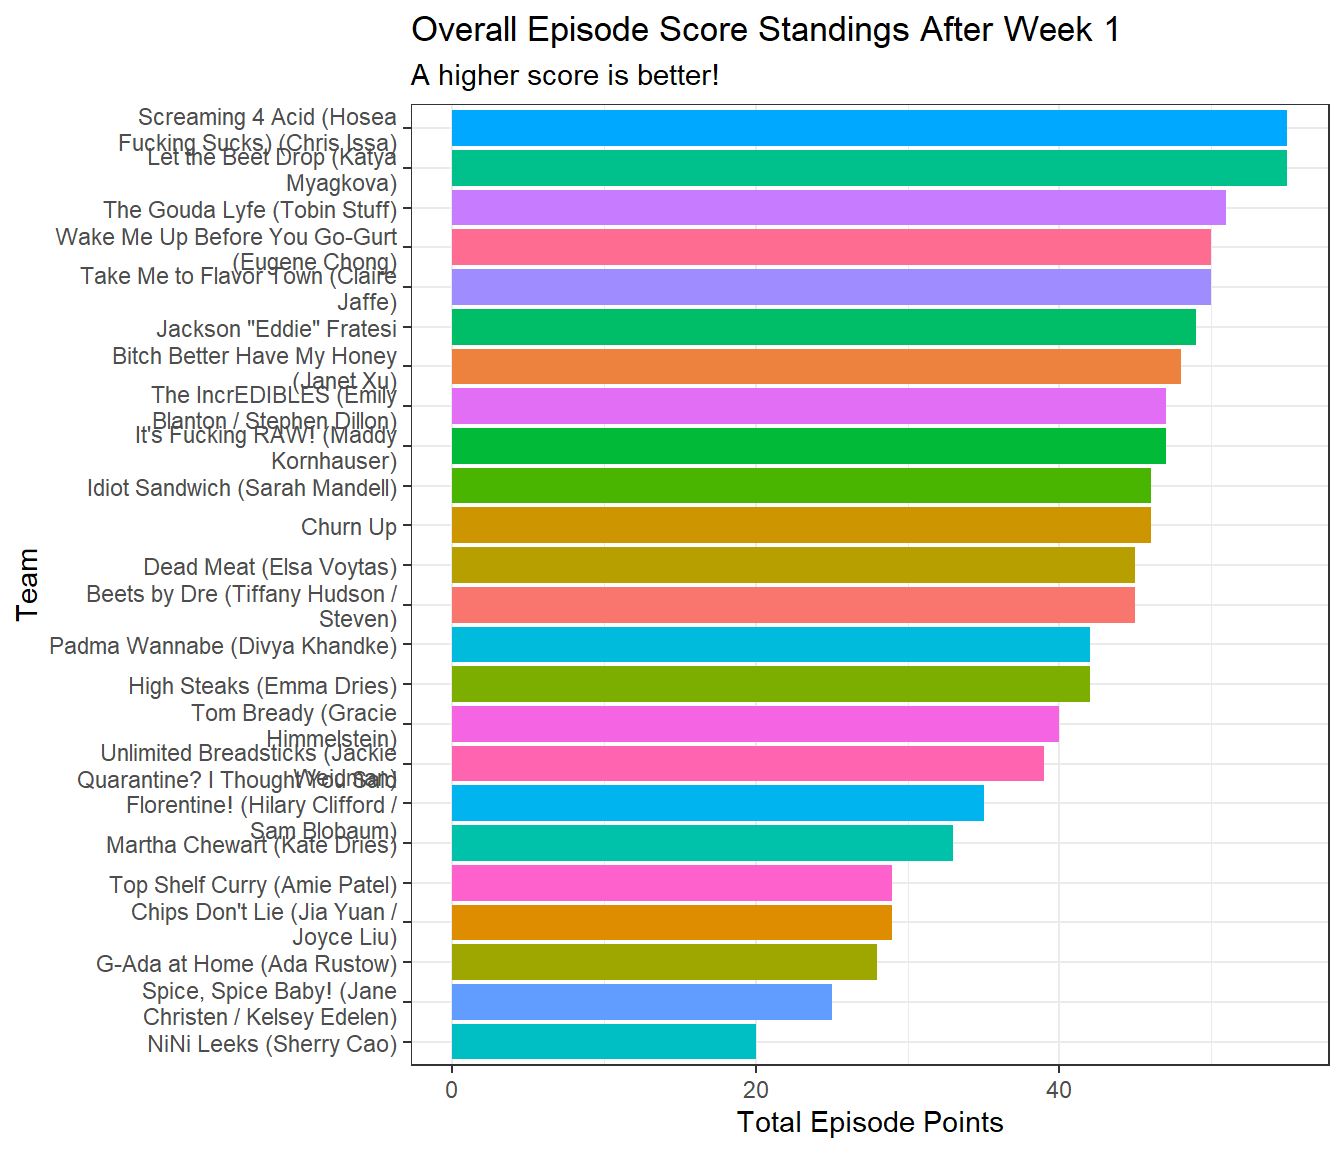 Overall Episode Score Standings After Week 1
A higher score is better!
Screaming 4 Acid (Hosea
Fucking Sucks) (Chris Issa)
Let the Beet Drop (Katya
Myagkova)
The Gouda Lyfe (Tobin Stuff)
Wake Me Up Before You Go-Gurt
(Eugene Chong)
Take Me to Flavor Town (Claire
Jaffe)
Jackson "Eddie" Fratesi
Bitch Better Have My Honey
(Janet Xu)
The IncrEDIBLES (Emily
Blanton / Stephen Dillon)
It's Fucking RAW! (Maddy
Kornhauser)
Idiot Sandwich (Sarah Mandell)
Churn Up
Dead Meat (Elsa Voytas)
Beets by Dre (Tiffany Hudson /
Steven)
Padma Wannabe (Divya Khandke)
High Steaks (Emma Dries)
Tom Bready (Gracie
Himmelstein)
Unlimited Breadsticks (Jackie
Weidman)
Quarantine? I Thought You Said
Florentine! (Hilary Clifford /
Sam Blobaum)
Martha Chewart (Kate Dries)
Top Shelf Curry (Amie Patel)
Chips Don't Lie (Jia Yuan /
Joyce Liu)
G-Ada at Home (Ada Rustow)
Spice, Spice Baby! (Jane
Christen / Kelsey Edelen)
NiNi Leeks (Sherry Cao)
Team
0 20 40
Total Episode Points